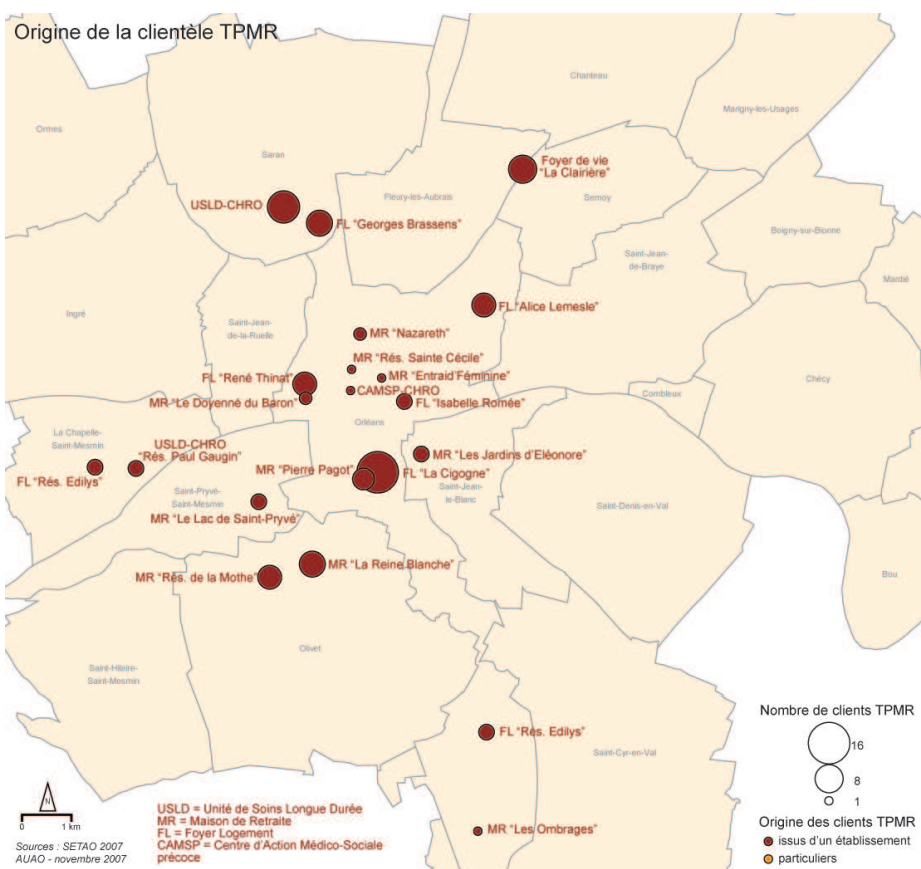 Origine de la clientèle TPMR
Chanteau
Marigny-les-Usages
Ormes
Saran
Foyer de vie
"La Clairière"
Fleury-les-Aubrais
Semoy
USLD-CHRO
FL "Georges Brassens"
Boigny-sur-Bionne
Saint-Jean-
de-Braye
Mardié
FL "Alice Lemesle"
Ingré
Saint-Jean-
de-la-Ruelle
MR "Nazareth"
MR "Rés. Sainte Cécile"
FL "René Thinat"
MR "Entraid'Féminine"
CAMSP-CHRO
Chécy
MR "Le Doyenné du Baron"
FL "Isabelle Romée"
Combleux
Orléans
La Chapelle-
Saint-Mesmin
USLD-CHRO
"Rés. Paul Gaugin"
MR "Les Jardins d'Eléonore"
FL "Rés. Edilys"
MR "Pierre Pagot"
FL "La Cigogne"
Saint-Pryvé-
Saint-Mesmin
Saint-Jean-
le-Blanc
Saint-Denis-en-Val
MR "Le Lac de Saint-Pryvé"
MR "La Reine Blanche"
MR "Rés. de la Mothe"
Bou
Olivet
Saint-Hilaire-
Saint-Mesmin
FL "Rés. Edilys"
Saint-Cyr-en-Val
MR "Les Ombrages"
Nombre de clients TPMR
16
8
1
Origine des clients TPMR
issus d'un établissement
particuliers
N
0 1 km
Sources : SETAO 2007
AUAO - novembre 2007
USLD = Unité de Soins Longue Durée
MR = Maison de Retraite
FL = Foyer Logement
CAMSP = Centre d'Action Médico-Sociale
précoce